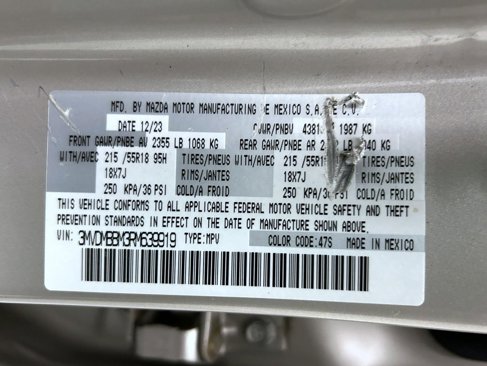 MFD. BY MAZDA MOTOR MANUFACTURING DE MEXICO S.A. DE C.V.
DATE 12/23 GVWR/PNBV 4381 1987 KG
FRONT GAWR/PNBE AV 2355 LB 1068 KG REAR GAWR/PNBE AR LB 940 KG
WITH/AVEC 215 /55R18 95H TIRES/PNEUS WITH/AVEC 215 /55R18 TIRES/PNEUS
18X7J RIMS/JANTES 18X7J RIMS/JANTES
250 KPA/36 PSI COLD/A FROID 250 KPA/36 PSI COLD/A FROID
THIS VEHICLE CONFORMS TO ALL APPLICABLE FEDERAL MOTOR VEHICLE SAFETY AND THEFT
PREVENTION STANDARDS IN EFFECT ON THE DATE OF MANUFACTURE SHOWN ABOVE.
VIN: 3MVDMBBM3RM639919 TYPE:MPV COLOR CODE:47S MADE IN MEXICO